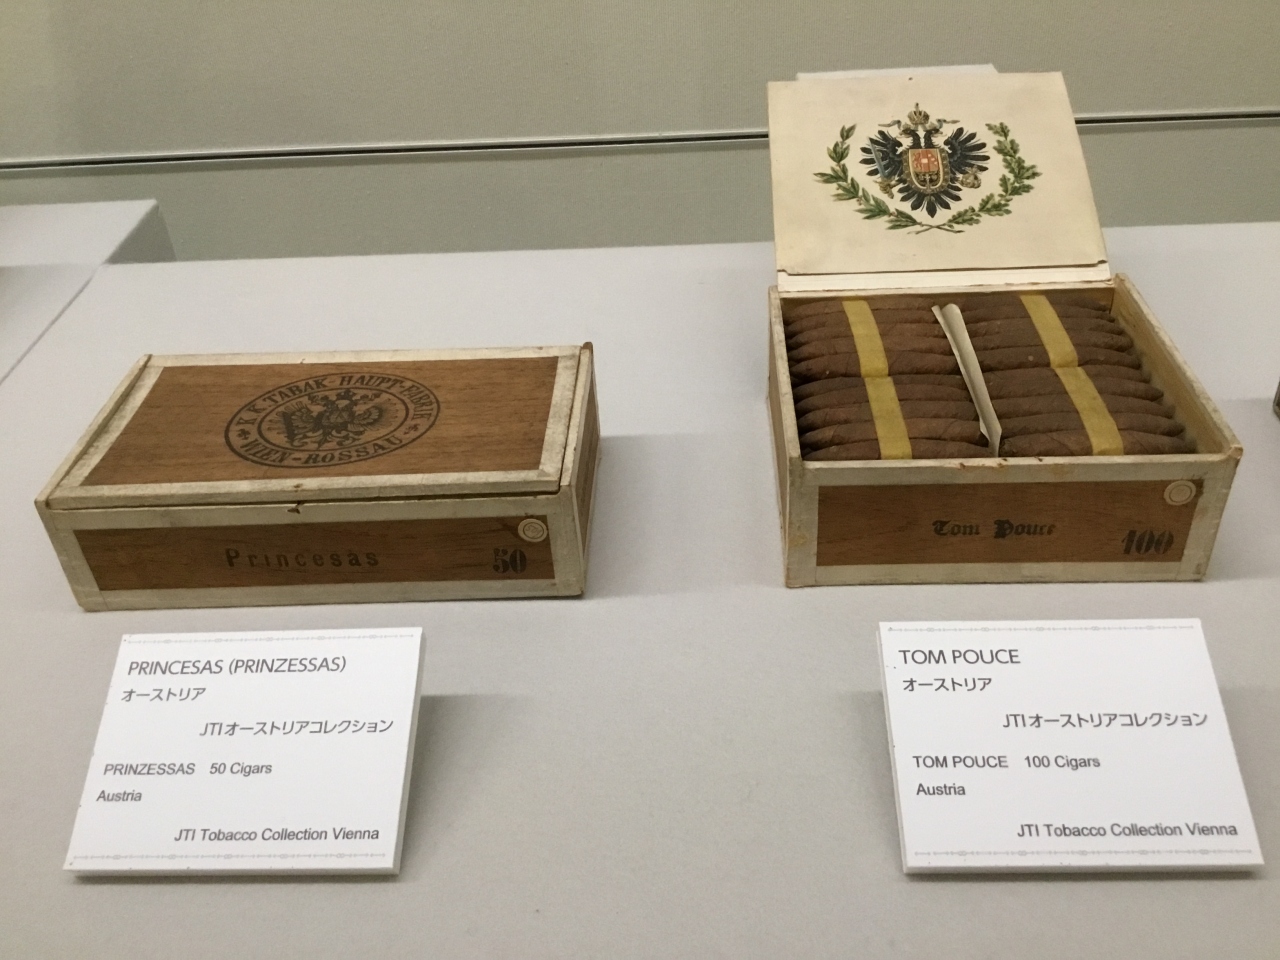 K.K. TABAK-HAUPT-FABRIK
WIEN-ROSSAU
Princesas
50
Tom Pouce
100
PRINCESAS (PRINZESSAS)
オーストリア
JTIオーストリアコレクション
PRINZESSAS 50 Cigars
Austria
JTI Tobacco Collection Vienna
TOM POUCE
オーストリア
JTIオーストリアコレクション
TOM POUCE 100 Cigars
Austria
JTI Tobacco Collection Vienna